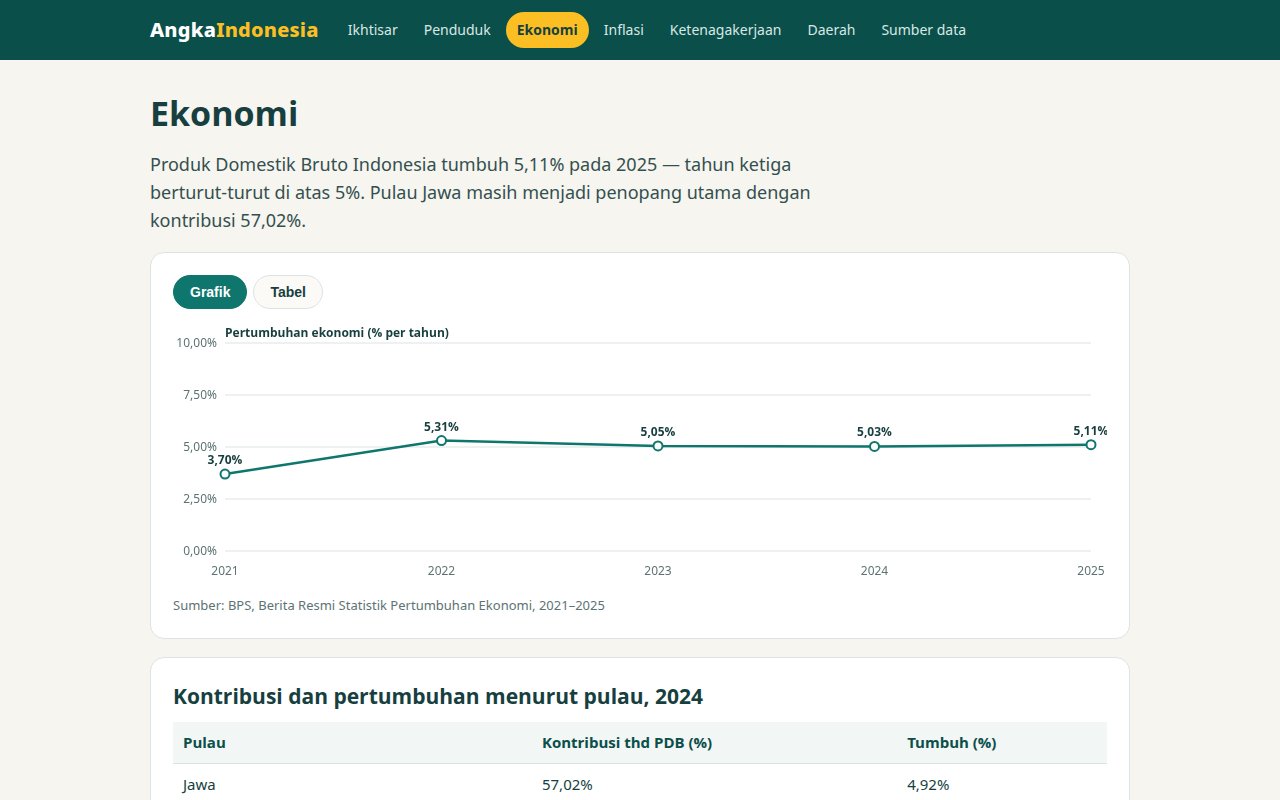 AngkaIndonesia Ikhtisar Penduduk Ekonomi Inflasi Ketenagakerjaan Daerah Sumber data
Ekonomi
Produk Domestik Bruto Indonesia tumbuh 5,11% pada 2025 — tahun ketiga
berturut-turut di atas 5%. Pulau Jawa masih menjadi penopang utama dengan
kontribusi 57,02%.
Grafik Tabel
Pertumbuhan ekonomi (% per tahun)
10,00%
7,50%
5,00%
2,50%
0,00%
3,70% 5,31% 5,05% 5,03% 5,11%
2021 2022 2023 2024 2025
Sumber: BPS, Berita Resmi Statistik Pertumbuhan Ekonomi, 2021–2025
Kontribusi dan pertumbuhan menurut pulau, 2024
Pulau Kontribusi thd PDB (%) Tumbuh (%)
Jawa 57,02% 4,92%